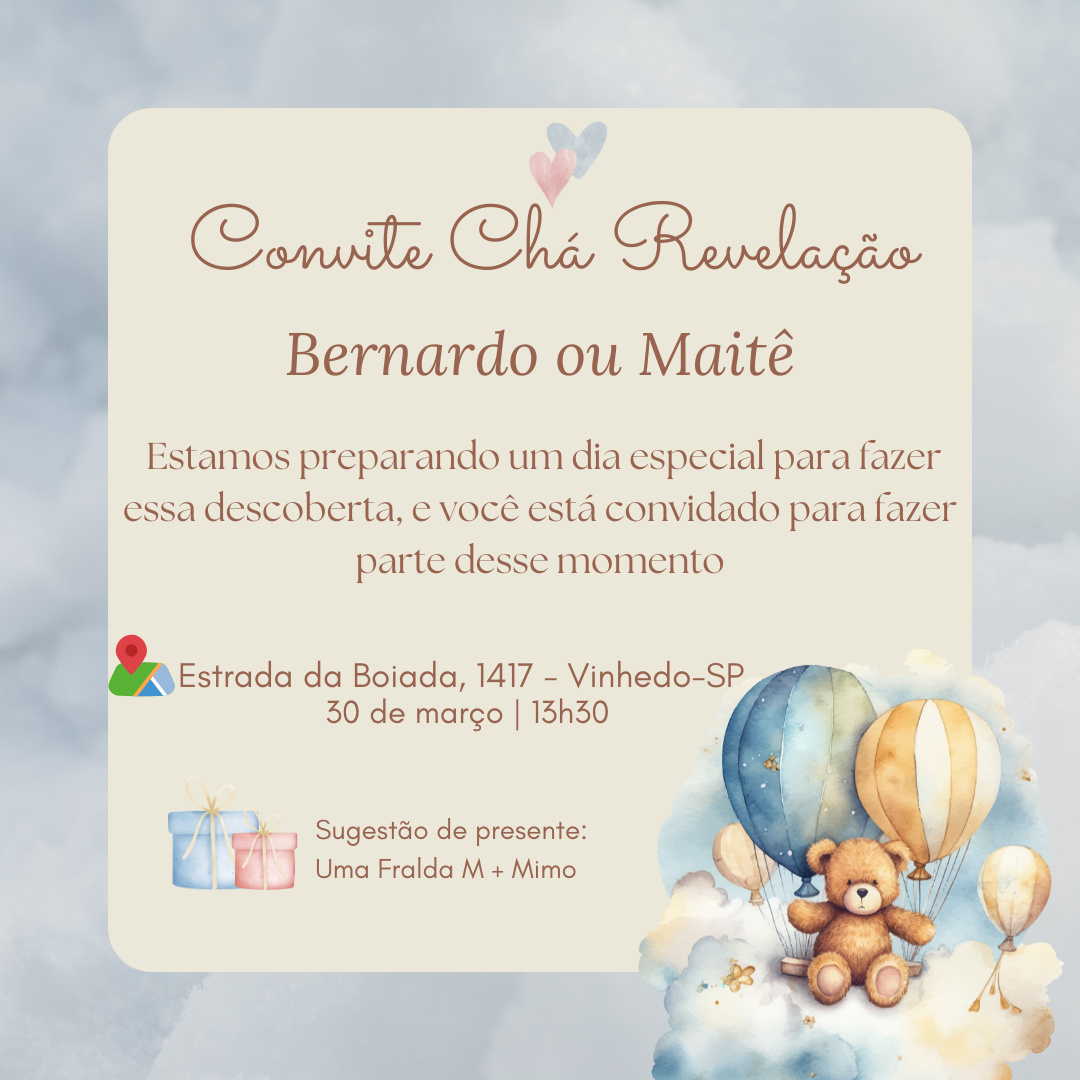 Convite Chá Revelação
Bernardo ou Maitê
Estamos preparando um dia especial para fazer
essa descoberta, e você está convidado para fazer
parte desse momento
Estrada da Boiada, 1417 - Vinhedo-SP
30 de março | 13h30
Sugestão de presente:
Uma Fralda M + Mimo